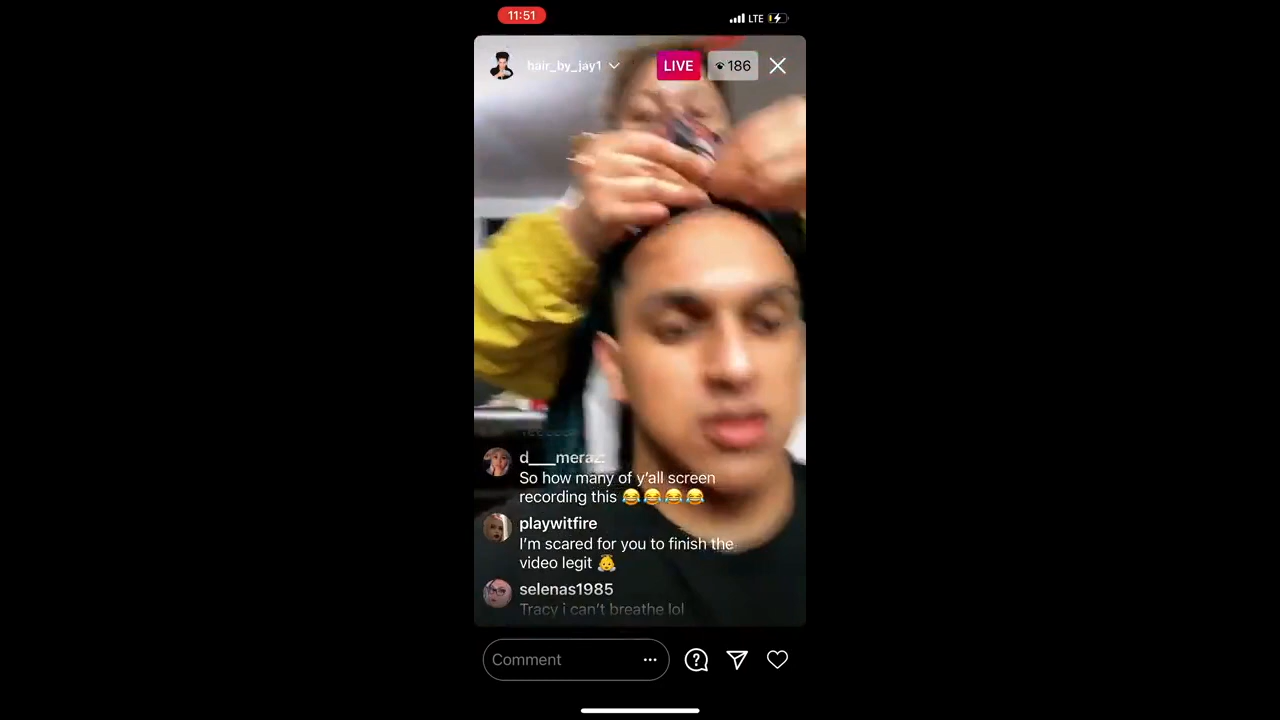 11:51
LTE
hair_by_jay1
LIVE
186
d___meraz
So how many of y'all screen
recording this 😂😂😂😂
playwitfire
I'm scared for you to finish the
video legit 👼
selenas1985
Tracy i can't breathe lol
Comment